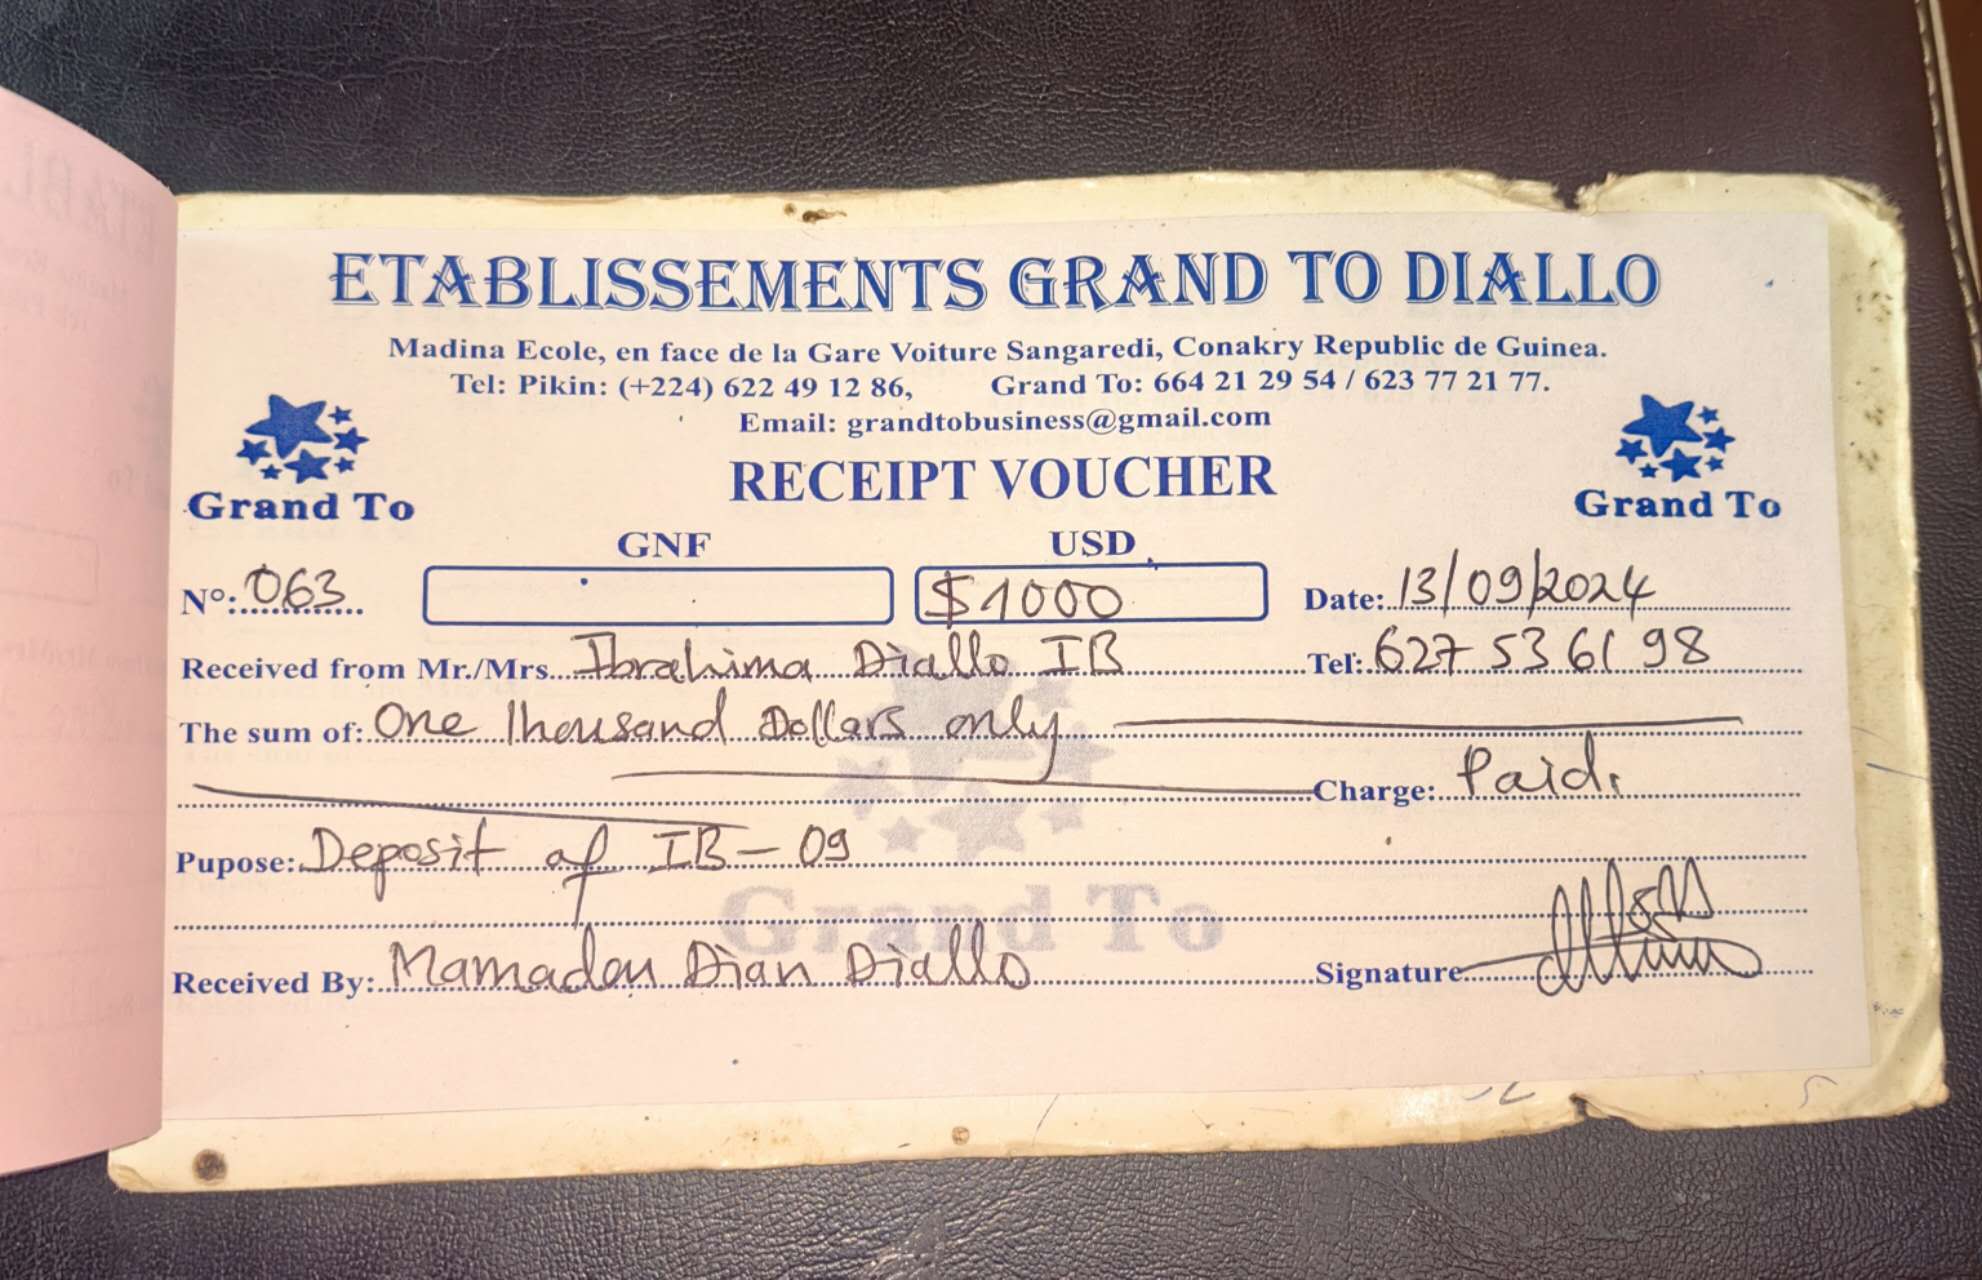 ETABLISSEMENTS GRAND TO DIALLO
Madina Ecole, en face de la Gare Voiture Sangaredi, Conakry Republic de Guinea.
Tel: Pikin: (+224) 622 49 12 86, Grand To: 664 21 29 54 / 623 77 21 77.
Email: grandtobusiness@gmail.com
Grand To RECEIPT VOUCHER Grand To
GNF USD
N°: 063 $1000 Date: 13/09/2024
Received from Mr./Mrs. Ibrahima Diallo IB Tel: 627 53 61 98
The sum of: One Thousand Dollars only
Charge: Paid.
Pupose: Deposit of IB - 09
Grand To
Received By: Mamadou Dian Diallo Signature